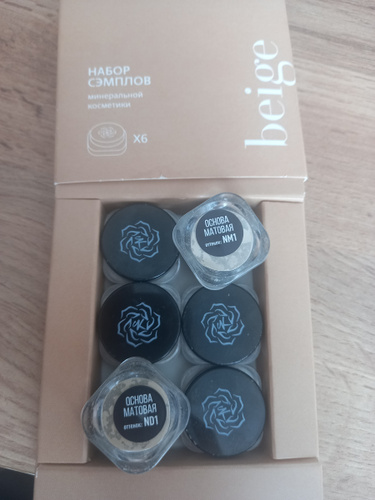 НАБОР
СЭМПЛОВ
минеральной
косметики
X6
beige
ОСНОВА
МАТОВАЯ
оттенок: NM1
ОСНОВА
МАТОВАЯ
оттенок: ND1